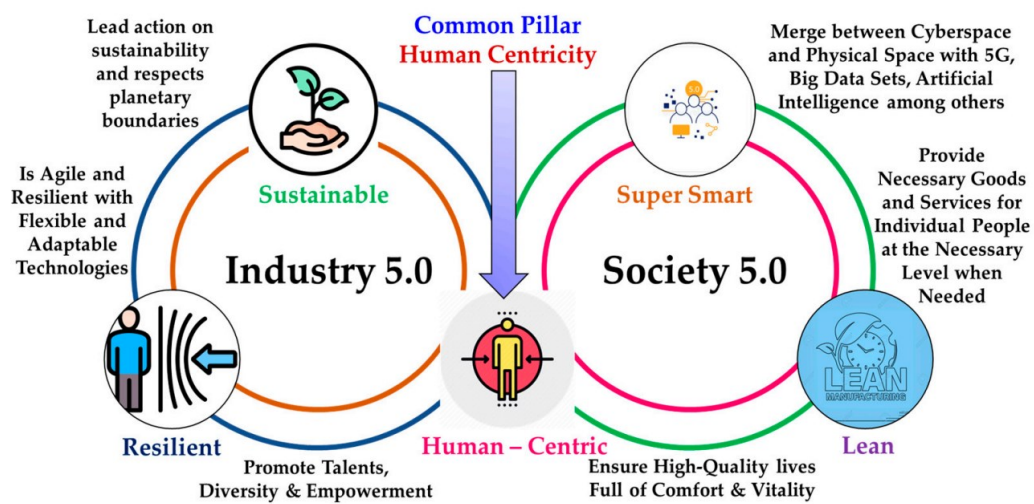 Common Pillar
Human Centricity
Lead action on
sustainability
and respects
planetary
boundaries
Is Agile and
Resilient with
Flexible and
Adaptable
Technologies
Sustainable
Industry 5.0
Resilient
Promote Talents,
Diversity & Empowerment
Human – Centric
5.0
Super Smart
Society 5.0
Merge between Cyberspace
and Physical Space with 5G,
Big Data Sets, Artificial
Intelligence among others
Provide
Necessary Goods
and Services for
Individual People
at the Necessary
Level when
Needed
LEAN
MANUFACTURING
Lean
Ensure High-Quality lives
Full of Comfort & Vitality